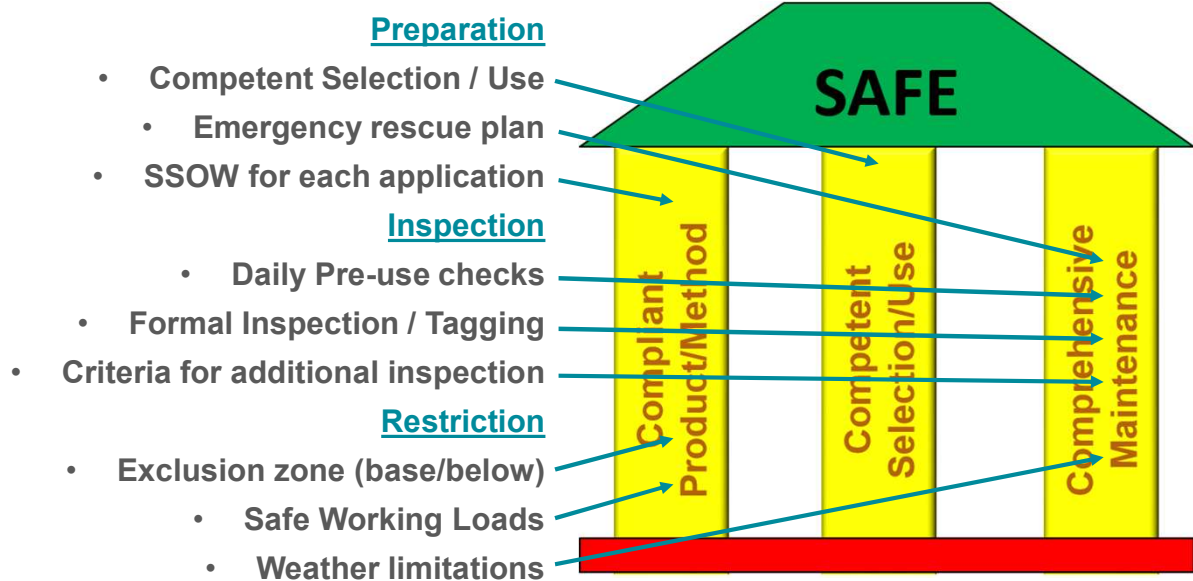 Preparation
• Competent Selection / Use
• Emergency rescue plan
• SSOW for each application
Inspection
• Daily Pre-use checks
• Formal Inspection / Tagging
• Criteria for additional inspection
Restriction
• Exclusion zone (base/below)
• Safe Working Loads
• Weather limitations
SAFE
Compliant
Product/Method
Competent
Selection/Use
Comprehensive
Maintenance